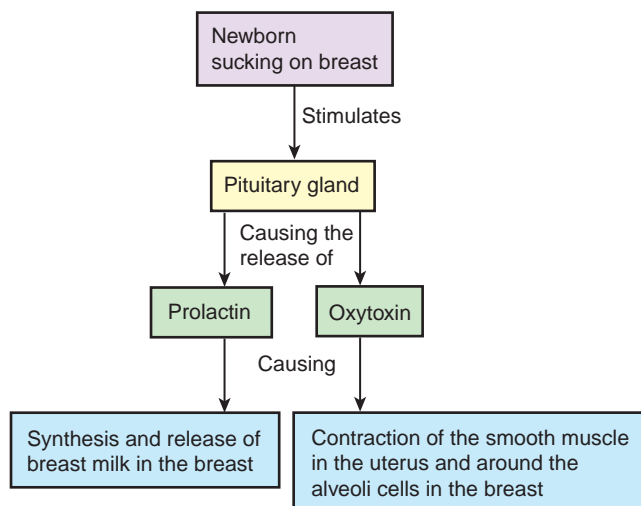 Newborn
sucking on breast
Stimulates
Pituitary gland
Causing the
release of
Prolactin
Oxytoxin
Causing
Synthesis and release of
breast milk in the breast
Contraction of the smooth muscle
in the uterus and around the
alveoli cells in the breast